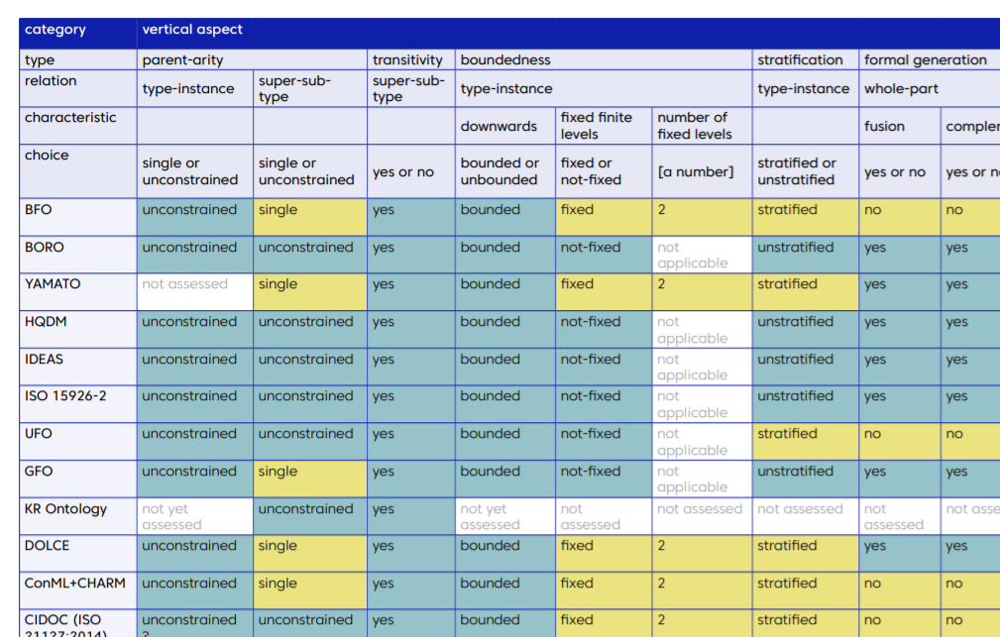 category vertical aspect
type parent-arity transitivity boundedness stratification formal generation
relation type-instance super-sub-type super-sub-type type-instance type-instance whole-part
characteristic downwards fixed finite levels number of fixed levels fusion complem
choice single or unconstrained single or unconstrained yes or no bounded or unbounded fixed or not-fixed [a number] stratified or unstratified yes or no yes or n
BFO unconstrained single yes bounded fixed 2 stratified no no
BORO unconstrained unconstrained yes bounded not-fixed not applicable unstratified yes yes
YAMATO not assessed single yes bounded fixed 2 stratified yes yes
HQDM unconstrained unconstrained yes bounded not-fixed not applicable unstratified yes yes
IDEAS unconstrained unconstrained yes bounded not-fixed not applicable unstratified yes yes
ISO 15926-2 unconstrained unconstrained yes bounded not-fixed not applicable unstratified yes yes
UFO unconstrained unconstrained yes bounded not-fixed not applicable stratified no no
GFO unconstrained single yes bounded not-fixed not applicable unstratified yes yes
KR Ontology not yet assessed unconstrained yes not yet assessed not assessed not assessed not assessed not assessed not asse
DOLCE unconstrained single yes bounded fixed 2 stratified yes yes
ConML+CHARM unconstrained single yes bounded fixed 2 stratified no no
CIDOC (ISO 21127:2014) unconstrained ? unconstrained yes bounded fixed 2 stratified no no